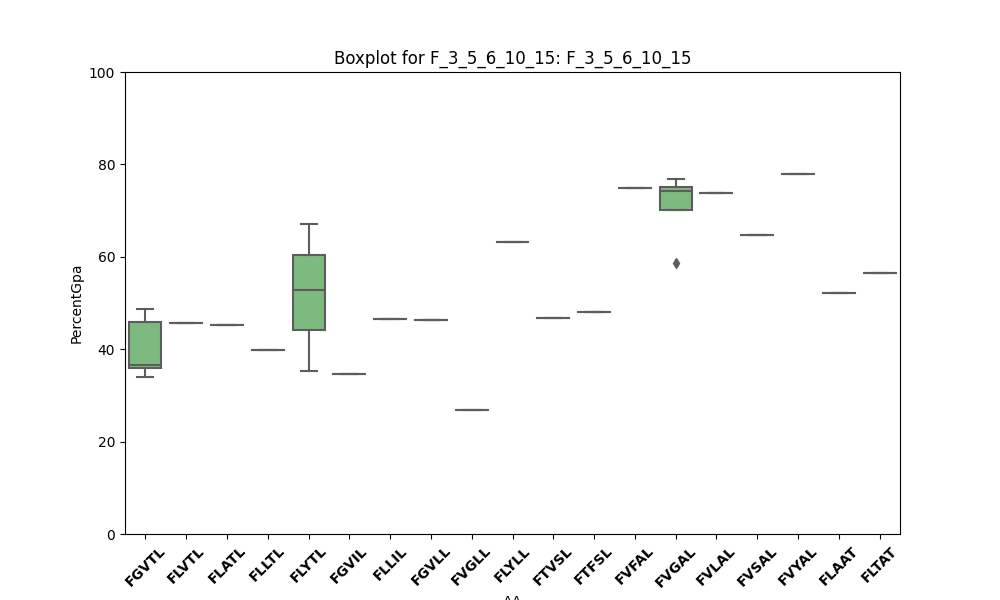 Boxplot for F_3_5_6_10_15: F_3_5_6_10_15
100
80
60
40
20
0
PercentGpa
FGVTL
FLVTL
FLATL
FLLTL
FLYTL
FGVIL
FLLIL
FGVLL
FVGLL
FLYLL
FTVSL
FTFSL
FVFAL
FVGAL
FVLAL
FVSAL
FVYAL
FLAAT
FLTAT
AA